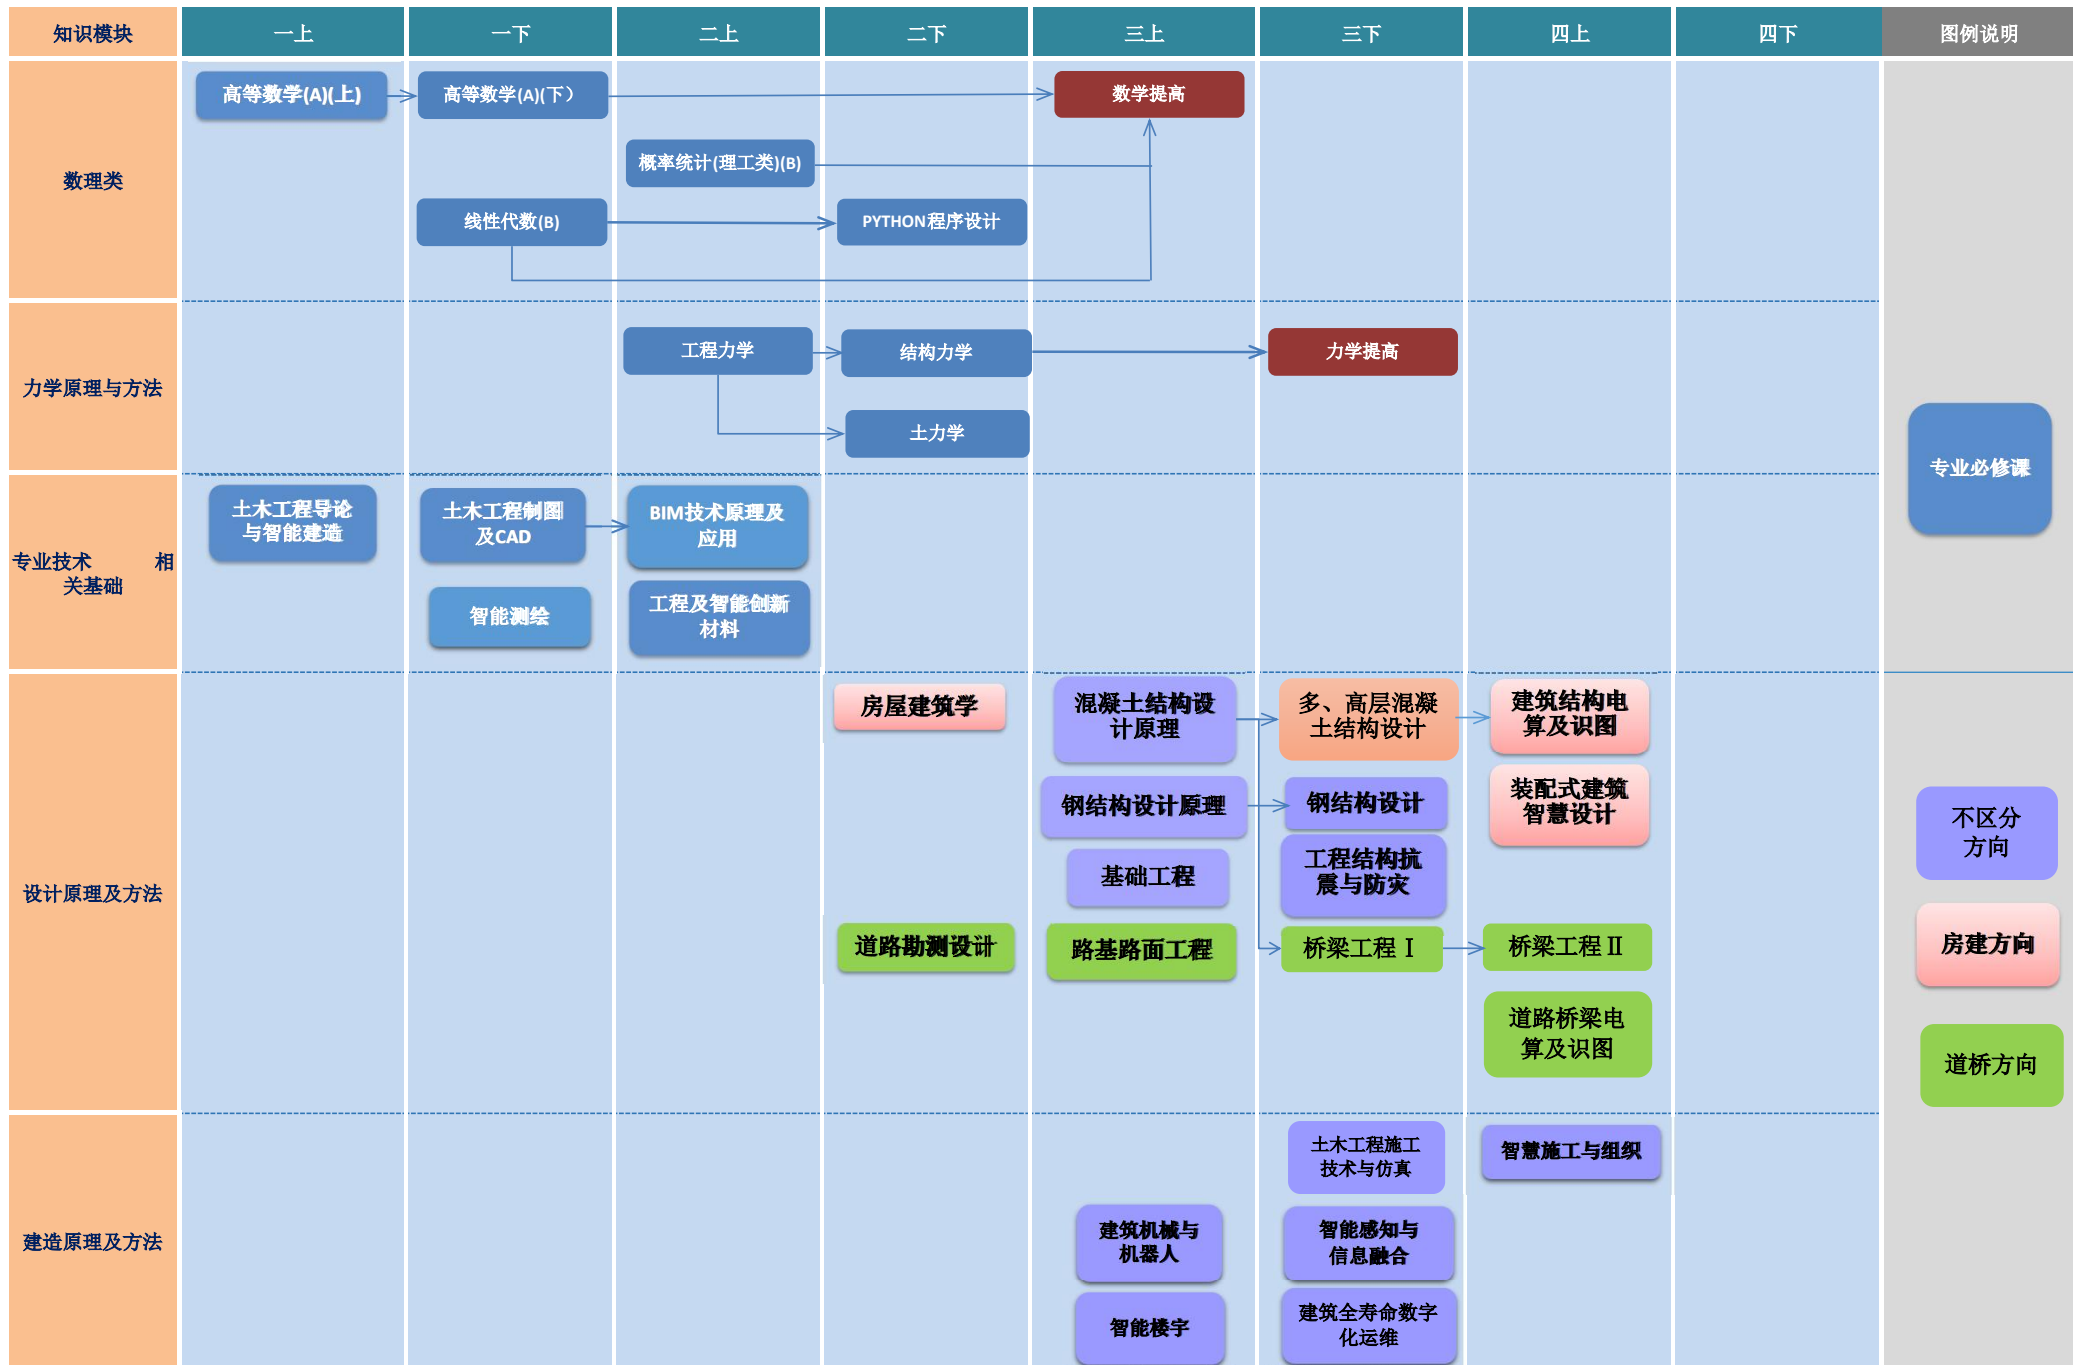 知识模块
一上
一下
二上
二下
三上
三下
四上
四下
图例说明
数理类
高等数学(A)(上)
高等数学(A)(下）
数学提高
概率统计(理工类)(B)
线性代数(B)
PYTHON程序设计
力学原理与方法
工程力学
结构力学
力学提高
土力学
专业必修课
专业技术 相
关基础
土木工程导论
与智能建造
土木工程制图
及CAD
BIM技术原理及
应用
智能测绘
工程及智能创新
材料
设计原理及方法
房屋建筑学
混凝土结构设
计原理
多、高层混凝
土结构设计
建筑结构电
算及识图
钢结构设计原理
钢结构设计
装配式建筑
智慧设计
基础工程
工程结构抗
震与防灾
道路勘测设计
路基路面工程
桥梁工程 I
桥梁工程 II
道路桥梁电
算及识图
不区分
方向
房建方向
道桥方向
建造原理及方法
土木工程施工
技术与仿真
智慧施工与组织
建筑机械与
机器人
智能感知与
信息融合
智能楼宇
建筑全寿命数字
化运维